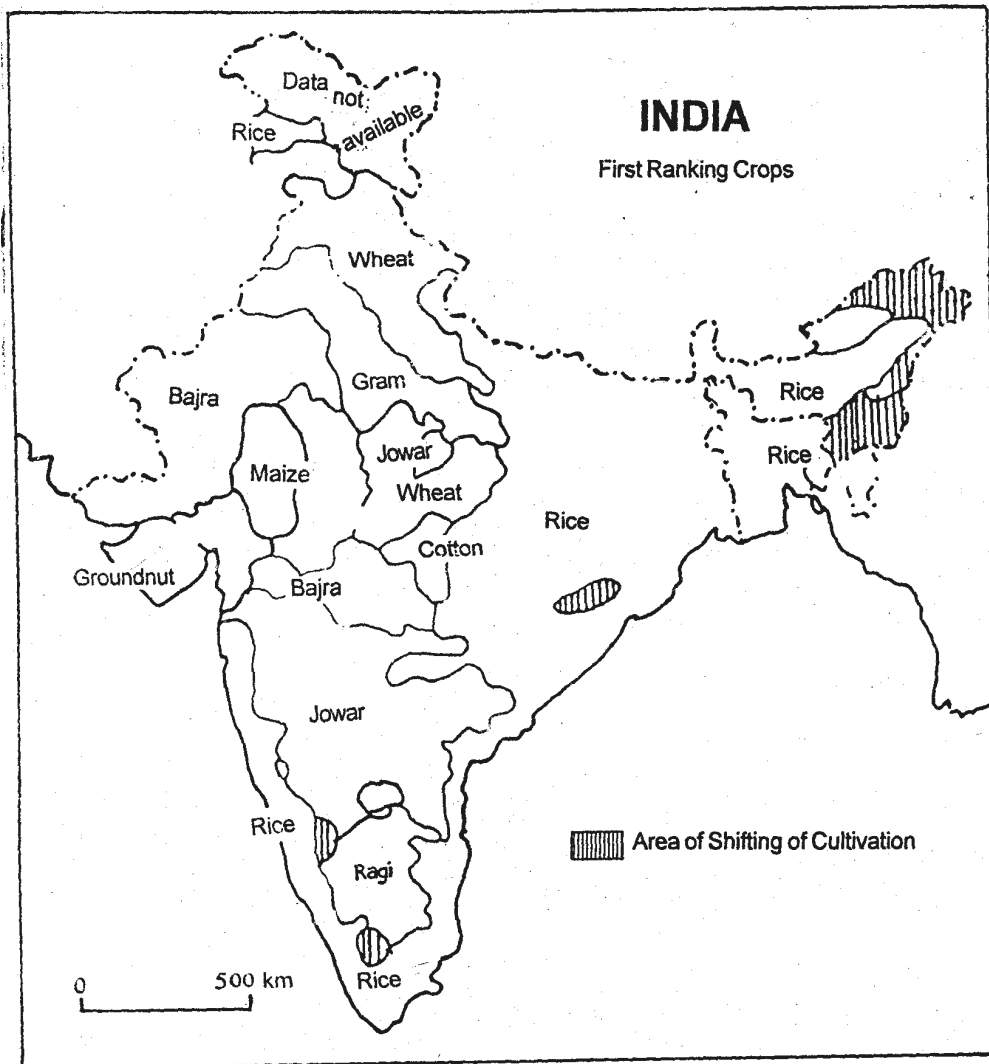 Data not
available
Rice
INDIA
First Ranking Crops
Wheat
Bajra
Gram
Rice
Jowar
Rice
Maize
Wheat
Rice
Cotton
Groundnut
Bajra
Jowar
Rice
Area of Shifting of Cultivation
Ragi
Rice
0 500 km